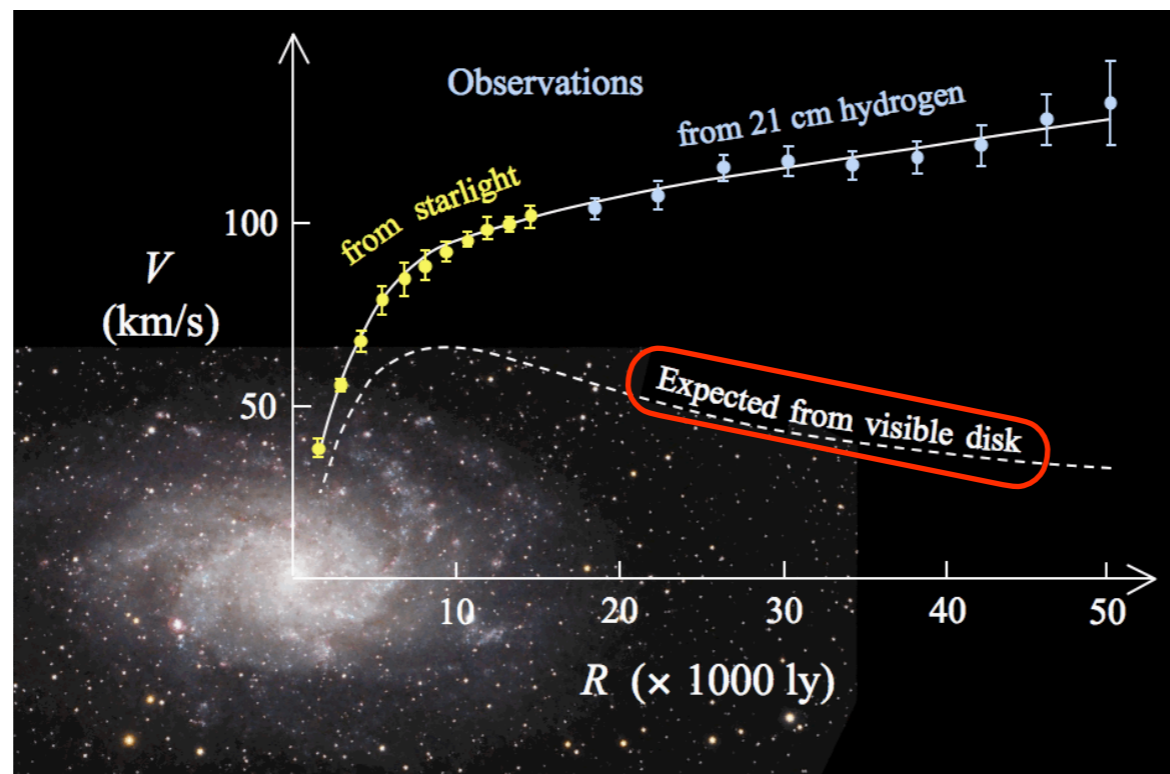 Observations
from 21 cm hydrogen
from starlight
100
V
(km/s)
50
Expected from visible disk
10 20 30 40 50
R (× 1000 ly)